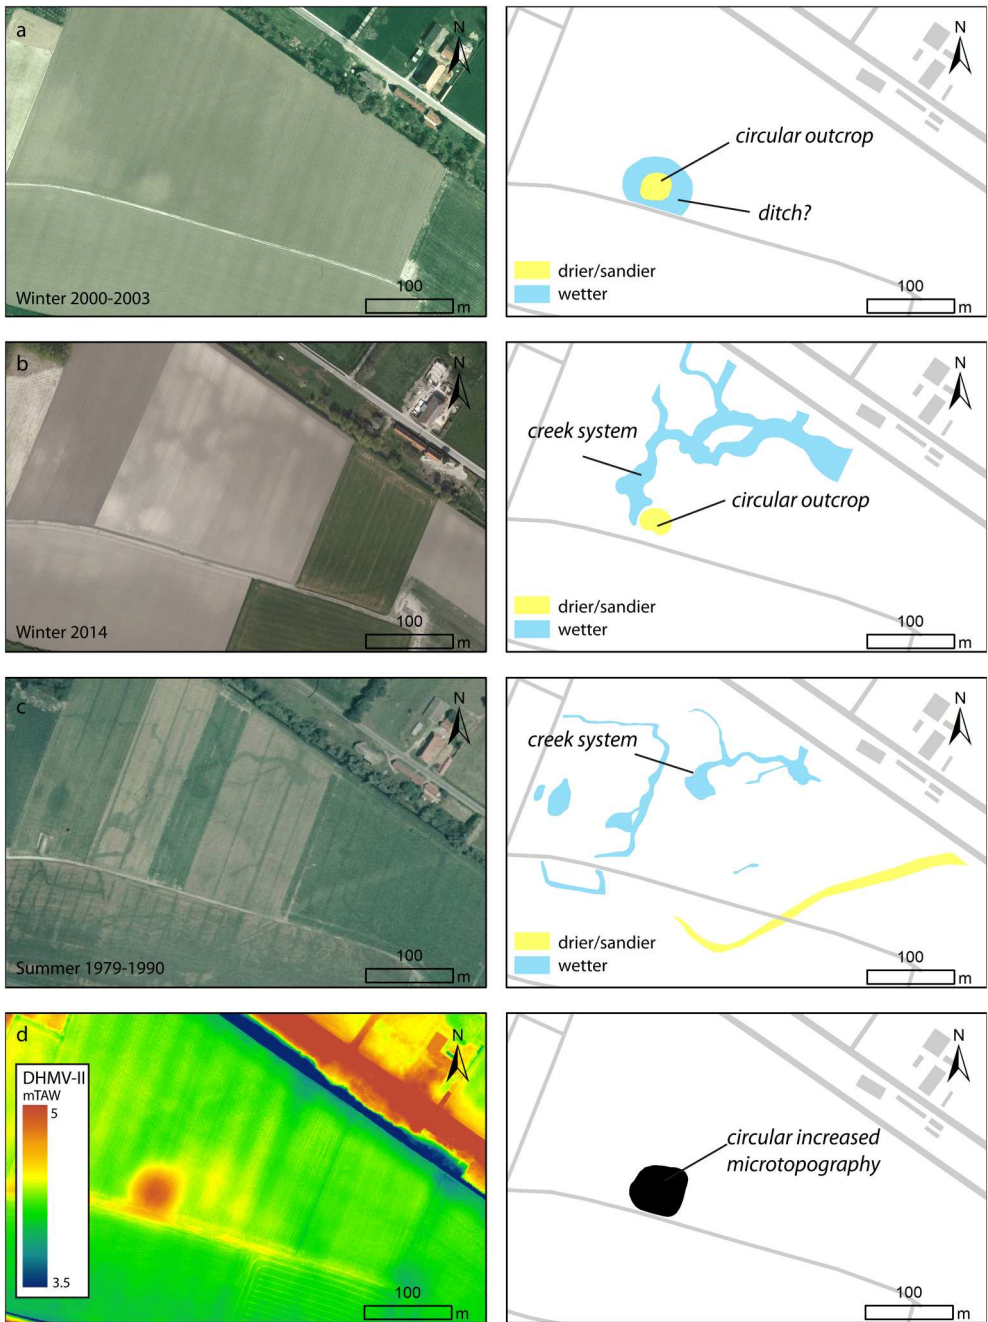 a
N
Winter 2000-2003
100
m
N
circular outcrop
ditch?
drier/sandier
wetter
100
m
b
N
Winter 2014
100
m
N
creek system
circular outcrop
drier/sandier
wetter
100
m
c
N
Summer 1979-1990
100
m
N
creek system
drier/sandier
wetter
100
m
d
N
DHMV-II
mTAW
5
3.5
100
m
N
circular increased
microtopography
100
m